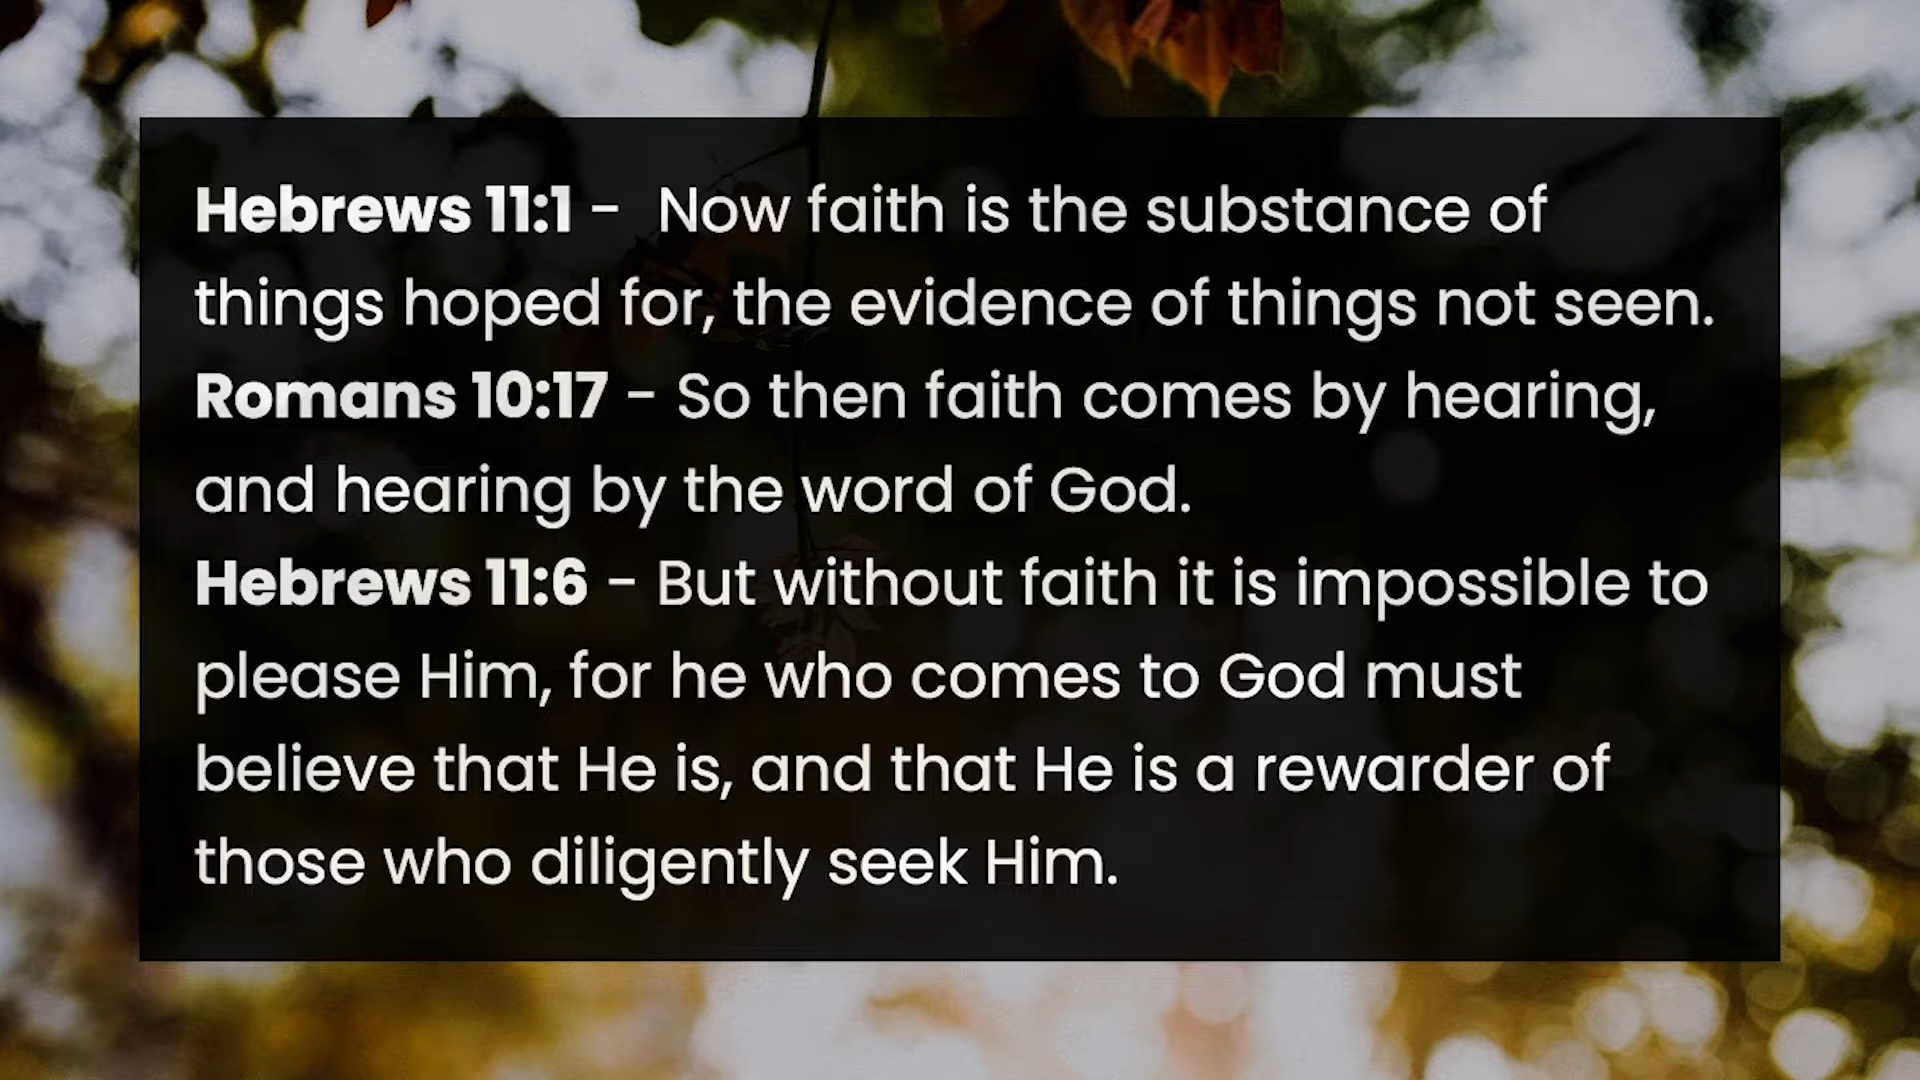 Hebrews 11:1 -  Now faith is the substance of
things hoped for, the evidence of things not seen.
Romans 10:17 - So then faith comes by hearing,
and hearing by the word of God.
Hebrews 11:6 - But without faith it is impossible to
please Him, for he who comes to God must
believe that He is, and that He is a rewarder of
those who diligently seek Him.